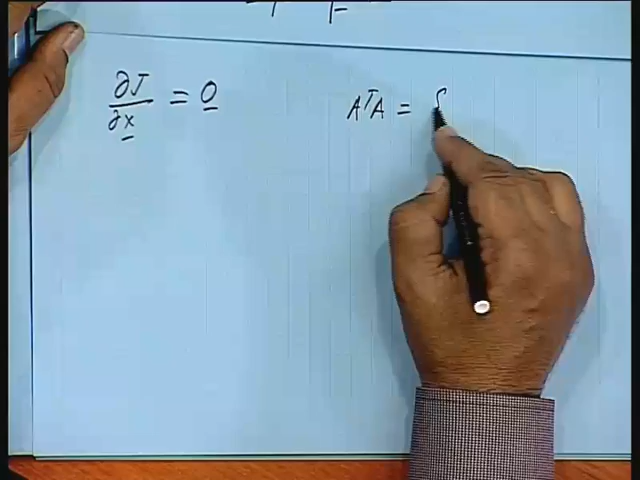 ∂J/∂x = 0
AᵀA =